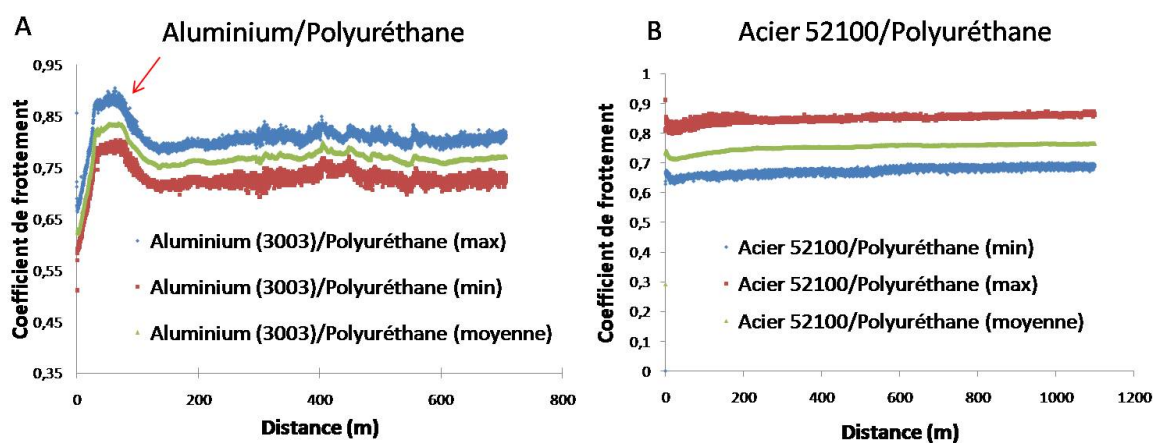 A
Aluminium/Polyuréthane
0,95
0,85
0,75
0,65
0,55
0,45
0,35
Coefficient de frottement
Aluminium (3003)/Polyuréthane (max)
Aluminium (3003)/Polyuréthane (min)
Aluminium (3003)/Polyuréthane (moyenne)
0
200
400
600
800
Distance (m)
B
Acier 52100/Polyuréthane
1
0,9
0,8
0,7
0,6
0,5
0,4
0,3
0,2
0,1
0
Coefficient de frottement
Acier 52100/Polyuréthane (min)
Acier 52100/Polyuréthane (max)
Acier 52100/Polyuréthane (moyenne)
0
200
400
600
800
1000
1200
Distance (m)